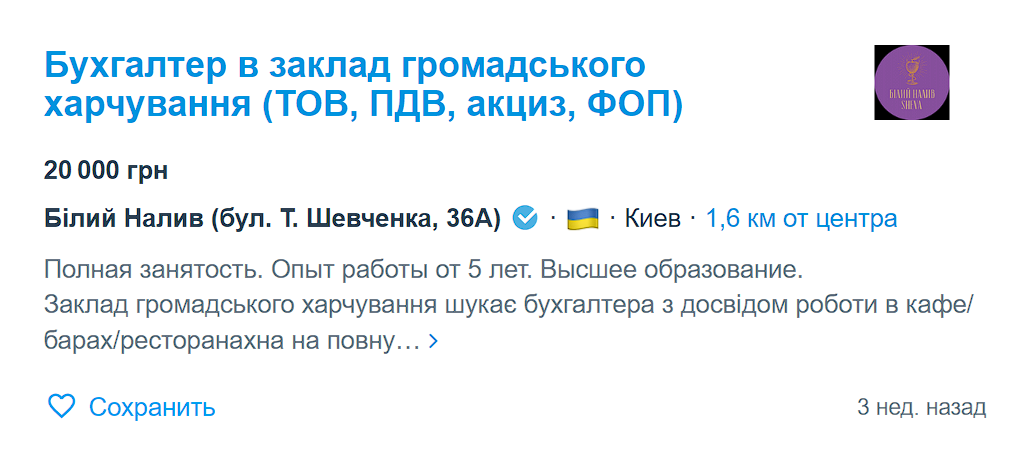 Бухгалтер в заклад громадського
харчування (ТОВ, ПДВ, акциз, ФОП)
БІЛИЙ НАЛИВ
SHEVA
20 000 грн
Білий Налив (бул. Т. Шевченка, 36А) · · Киев · 1,6 км от центра
Полная занятость. Опыт работы от 5 лет. Высшее образование.
Заклад громадського харчування шукає бухгалтера з досвідом роботи в кафе/
барах/ресторанахна на повну…
Сохранить
3 нед. назад